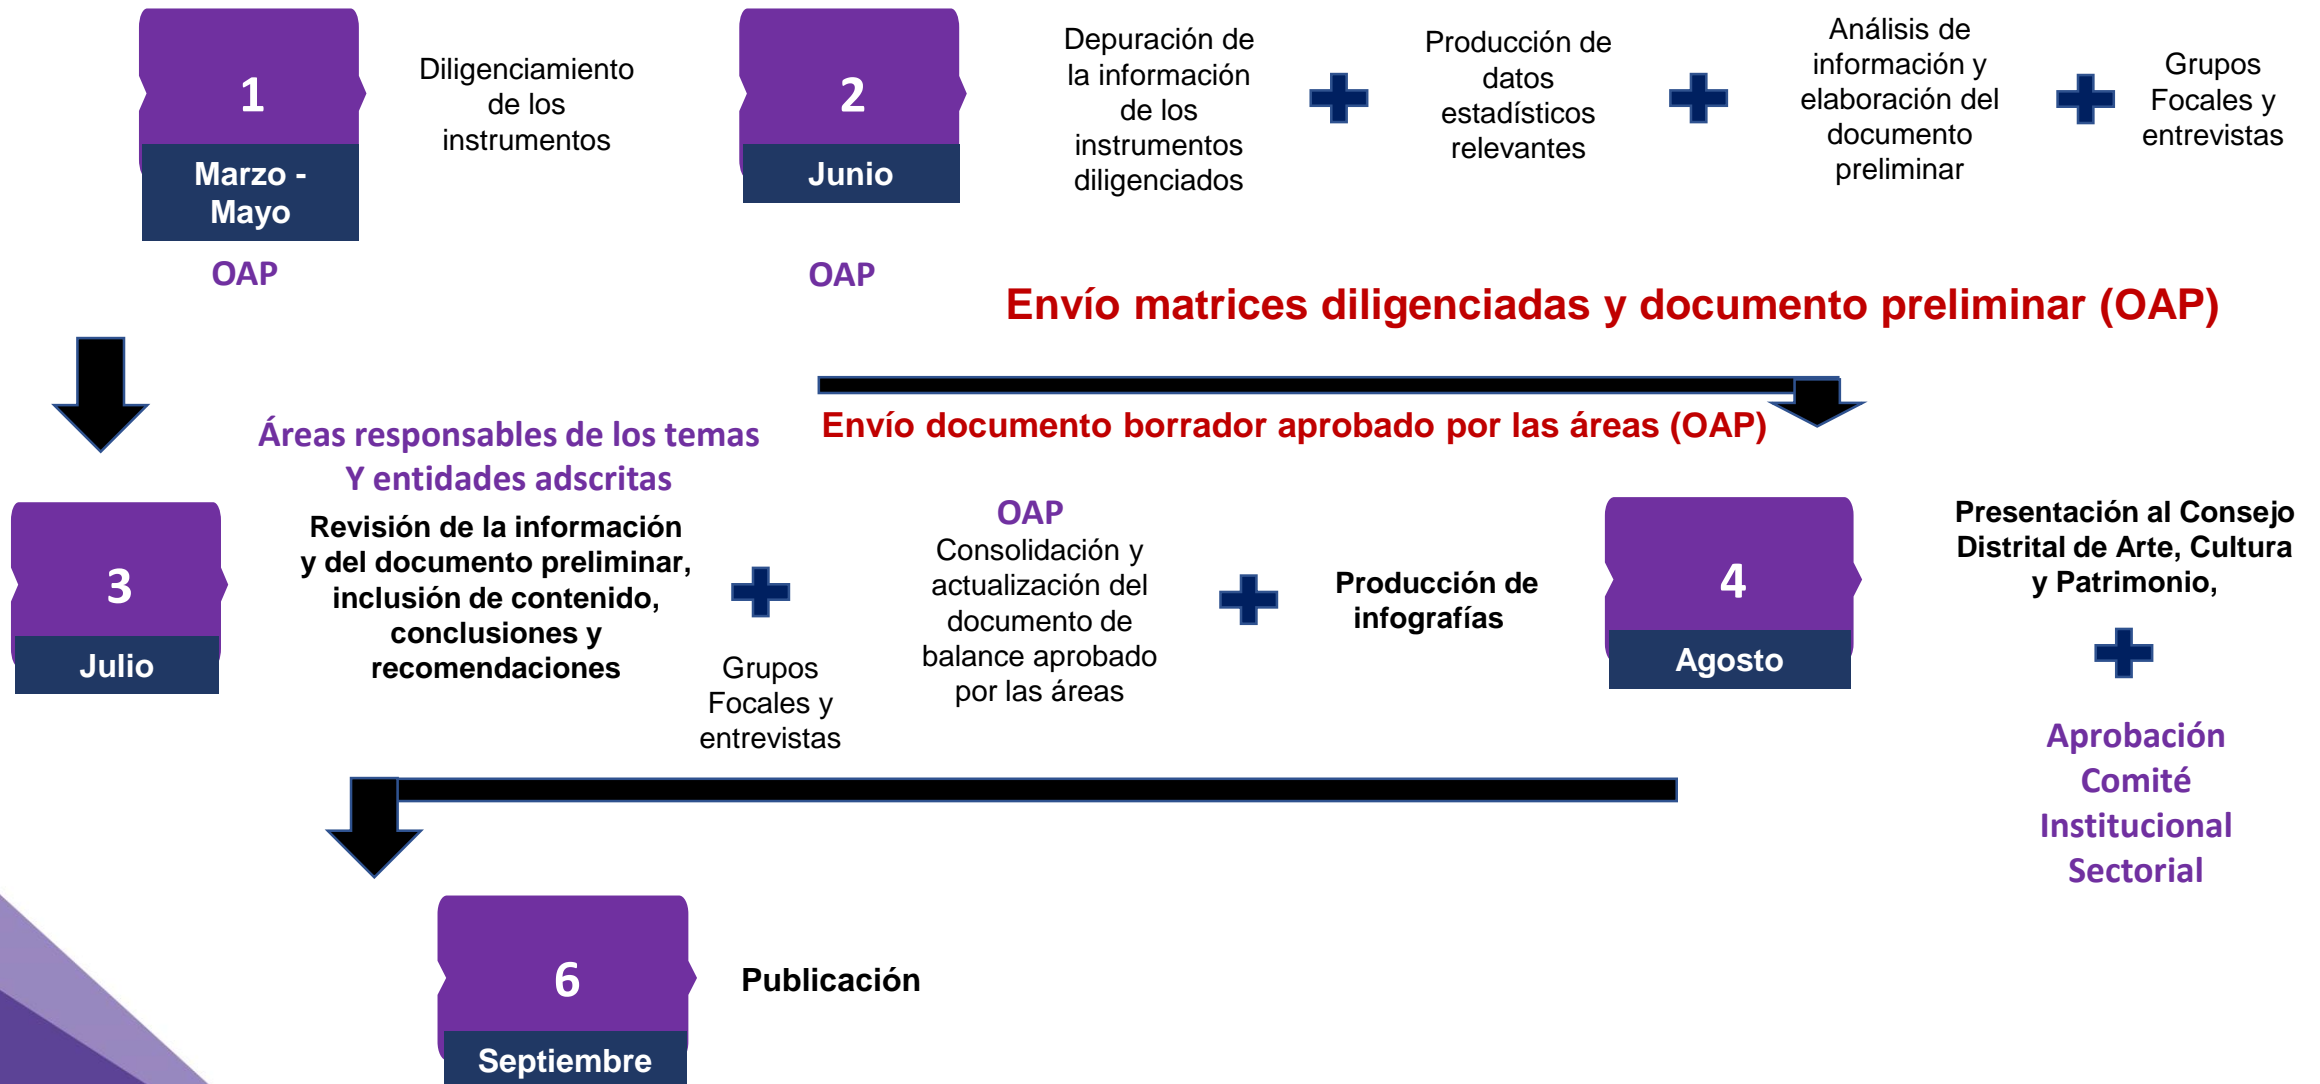 1
Marzo -
Mayo
OAP
Diligenciamiento
de los
instrumentos
2
Junio
OAP
Depuración de
la información
de los
instrumentos
diligenciados
Producción de
datos
estadísticos
relevantes
Análisis de
información y
elaboración del
documento
preliminar
Grupos
Focales y
entrevistas
Envío matrices diligenciadas y documento preliminar (OAP)
Envío documento borrador aprobado por las áreas (OAP)
3
Julio
Áreas responsables de los temas
Y entidades adscritas
Revisión de la información
y del documento preliminar,
inclusión de contenido,
conclusiones y
recomendaciones
Grupos
Focales y
entrevistas
OAP
Consolidación y
actualización del
documento de
balance aprobado
por las áreas
Producción de
infografías
4
Agosto
Presentación al Consejo
Distrital de Arte, Cultura
y Patrimonio,
Aprobación
Comité
Institucional
Sectorial
6
Septiembre
Publicación